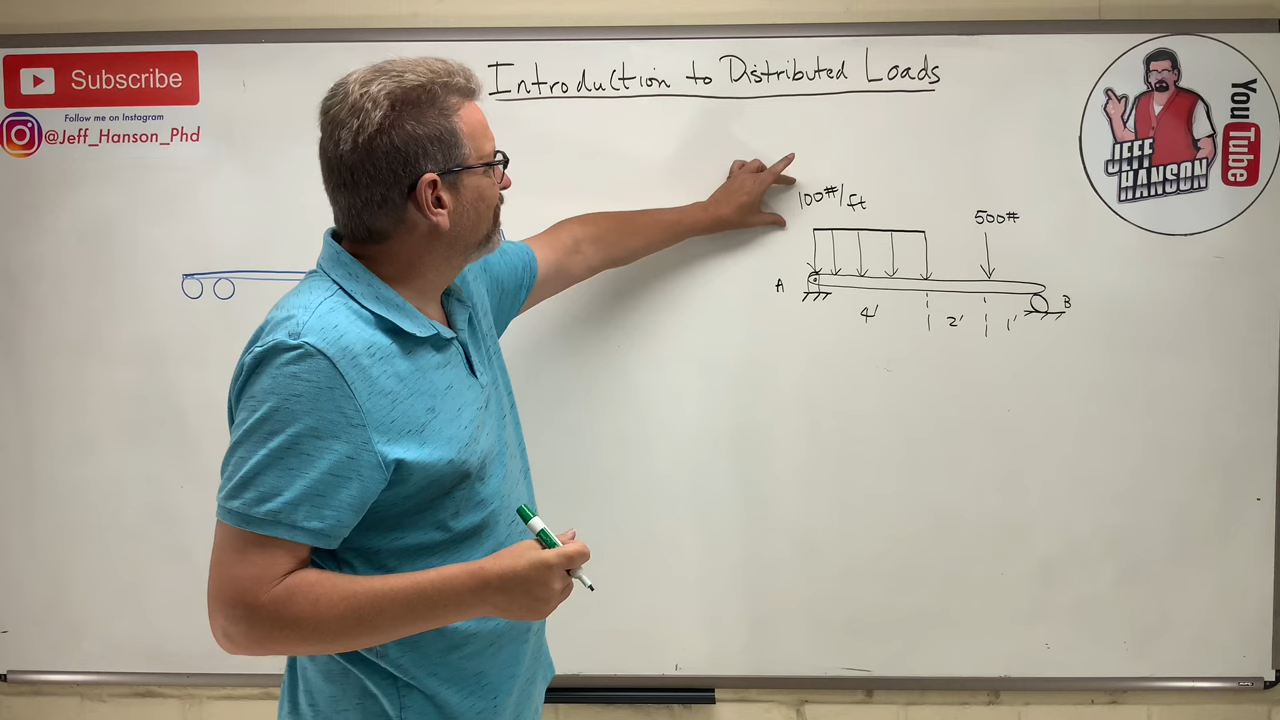 Introduction to Distributed Loads
Subscribe
Follow me on Instagram
@Jeff_Hanson_Phd
YouTube
JEFF
HANSON
100#/ft
500#
A
B
4'
2'
1'